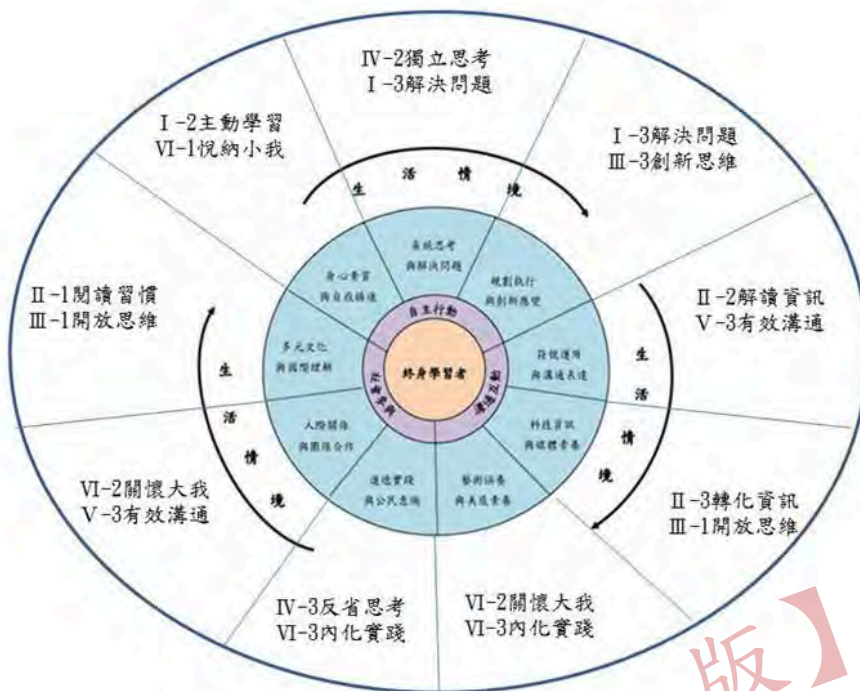 IV-2獨立思考
I-3解決問題
I-2主動學習
VI-1悅納小我
I-3解決問題
III-3創新思維
生活情境
系統思考
與解決問題
身心素質
與自我精進
規劃執行
與創新應變
II-1閱讀習慣
III-1開放思維
II-2解讀資訊
V-3有效溝通
自主行動
多元文化
與國際理解
符號運用
與溝通表達
終身學習者
社會參與
溝通互動
生活情境
生活情境
人際關係
與團隊合作
科技資訊
與媒體素養
道德實踐
與公民意識
藝術涵養
與美感素養
VI-2關懷大我
V-3有效溝通
II-3轉化資訊
III-1開放思維
IV-3反省思考
VI-3內化實踐
VI-2關懷大我
VI-3內化實踐
版】